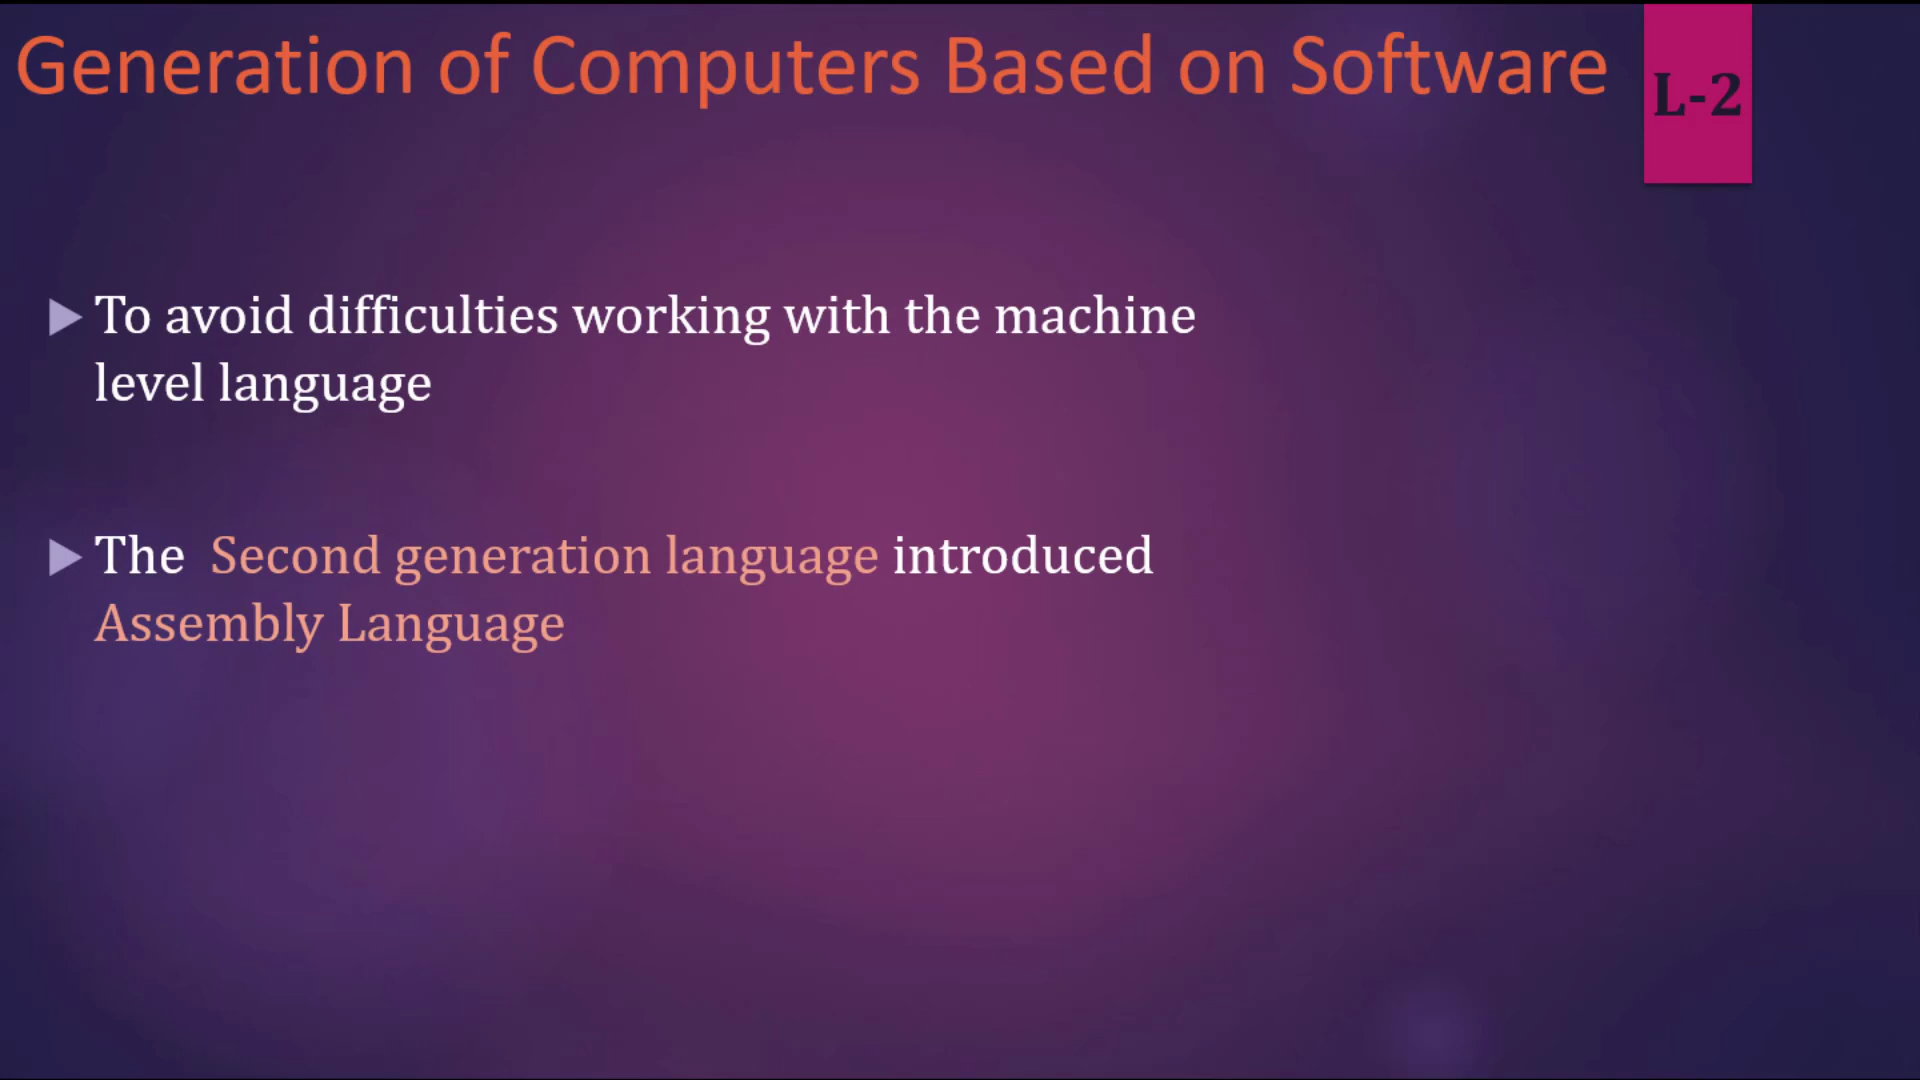 Generation of Computers Based on Software
L-2
To avoid difficulties working with the machine
level language
The Second generation language introduced
Assembly Language